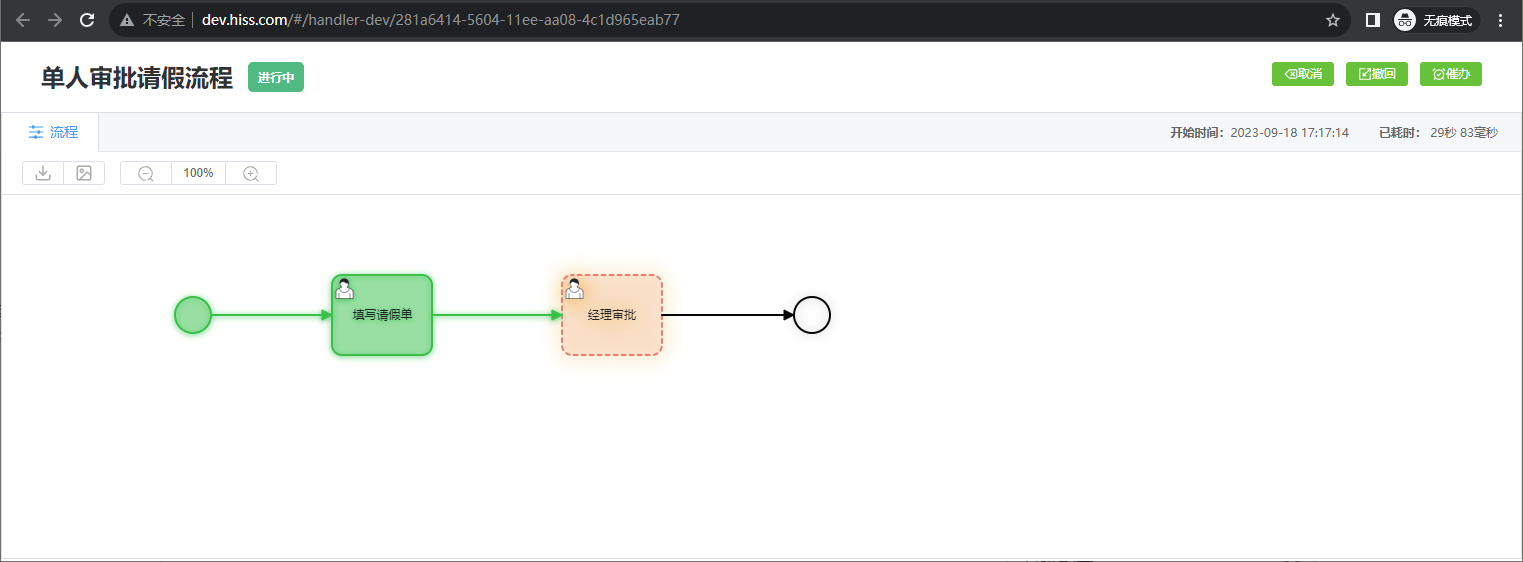 不安全 dev.hiss.com/#/handler-dev/281a6414-5604-11ee-aa08-4c1d965eab77 无痕模式
单人审批请假流程 进行中 取消 撤回 催办
流程 开始时间：2023-09-18 17:17:14 已耗时： 29秒 83毫秒
100%
填写请假单 经理审批